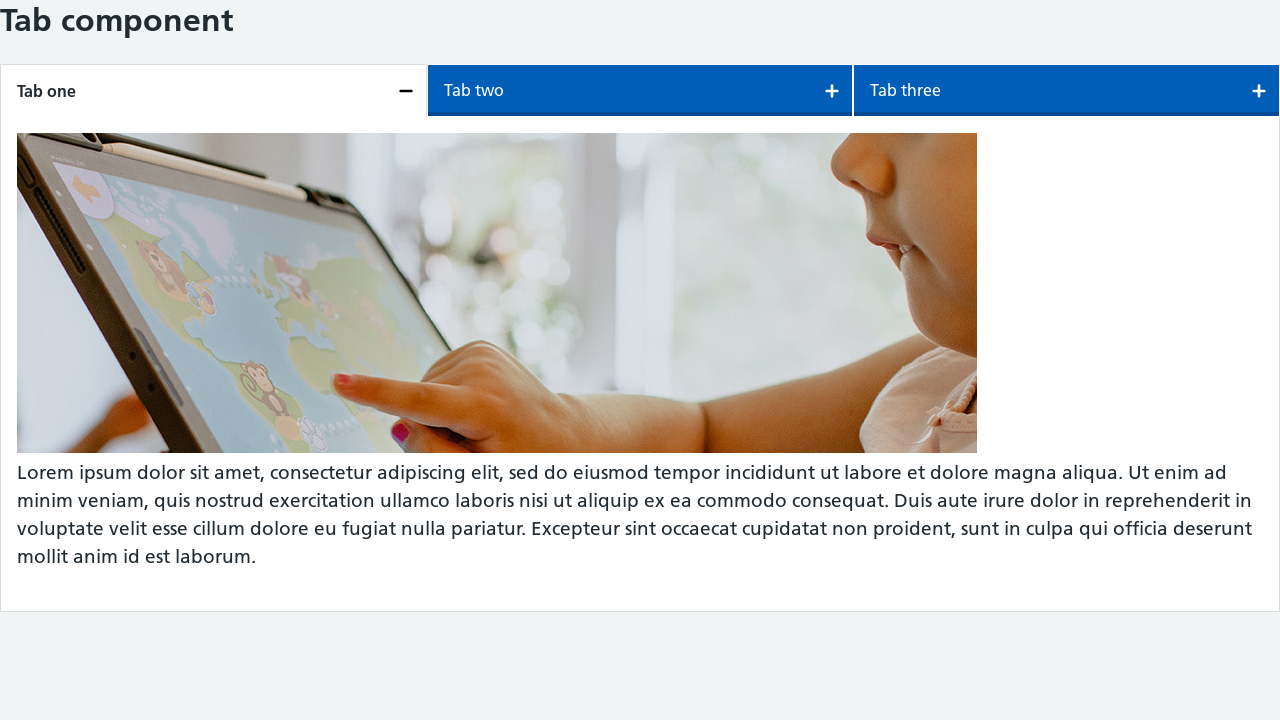 Tab component
Tab one
Tab two
Tab three
Lorem ipsum dolor sit amet, consectetur adipiscing elit, sed do eiusmod tempor incididunt ut labore et dolore magna aliqua. Ut enim ad
minim veniam, quis nostrud exercitation ullamco laboris nisi ut aliquip ex ea commodo consequat. Duis aute irure dolor in reprehenderit in
voluptate velit esse cillum dolore eu fugiat nulla pariatur. Excepteur sint occaecat cupidatat non proident, sunt in culpa qui officia deserunt
mollit anim id est laborum.